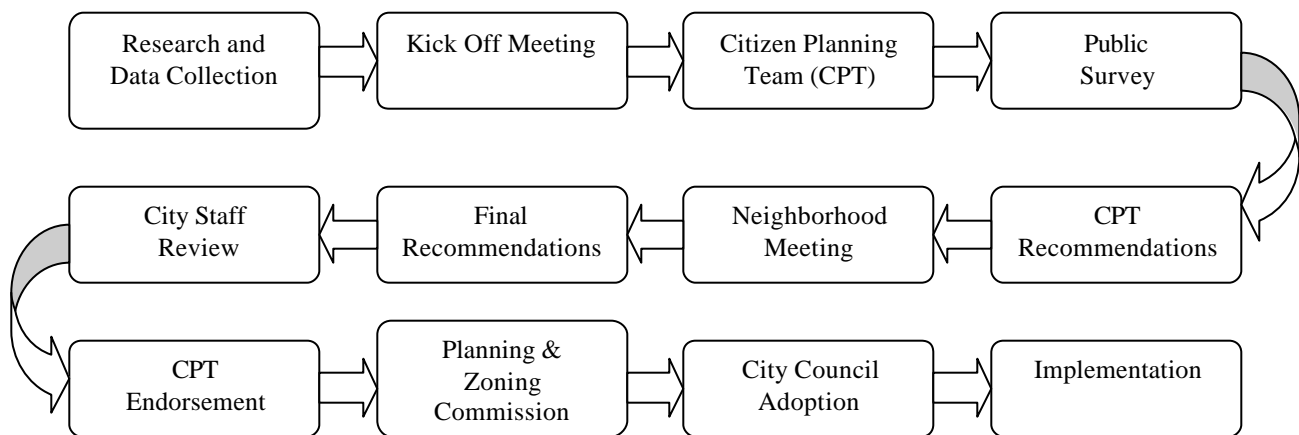 Research and
Data Collection
Kick Off Meeting
Citizen Planning
Team (CPT)
Public
Survey
City Staff
Review
Final
Recommendations
Neighborhood
Meeting
CPT
Recommendations
CPT
Endorsement
Planning &
Zoning
Commission
City Council
Adoption
Implementation